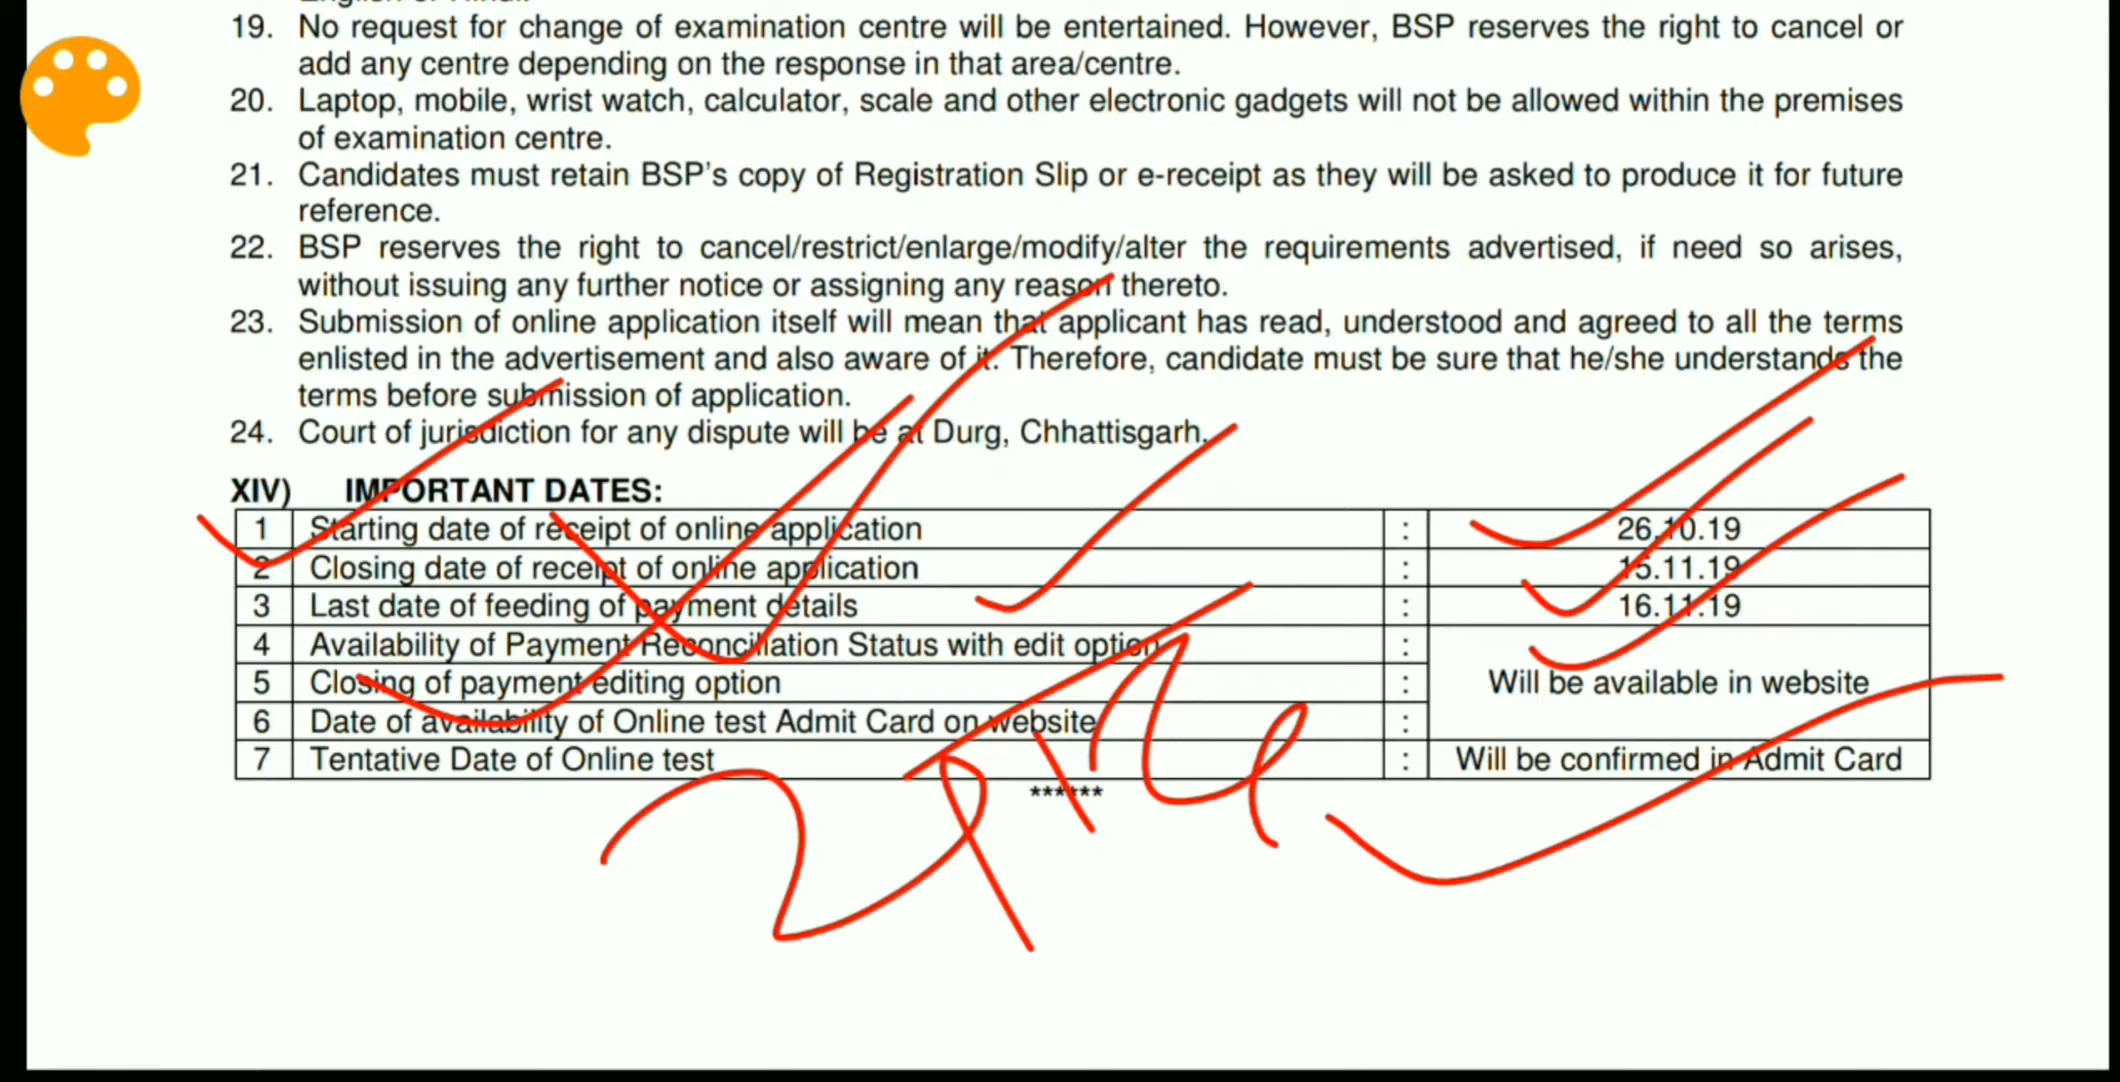 19. No request for change of examination centre will be entertained. However, BSP reserves the right to cancel or
add any centre depending on the response in that area/centre.
20. Laptop, mobile, wrist watch, calculator, scale and other electronic gadgets will not be allowed within the premises
of examination centre.
21. Candidates must retain BSP's copy of Registration Slip or e-receipt as they will be asked to produce it for future
reference.
22. BSP reserves the right to cancel/restrict/enlarge/modify/alter the requirements advertised, if need so arises,
without issuing any further notice or assigning any reason thereto.
23. Submission of online application itself will mean that applicant has read, understood and agreed to all the terms
enlisted in the advertisement and also aware of it. Therefore, candidate must be sure that he/she understands the
terms before submission of application.
24. Court of jurisdiction for any dispute will be at Durg, Chhattisgarh.
XIV) IMPORTANT DATES:
1 Starting date of receipt of online application : 26.10.19
2 Closing date of receipt of online application : 15.11.19
3 Last date of feeding of payment details : 16.11.19
4 Availability of Payment Reconciliation Status with edit option :
5 Closing of payment editing option : Will be available in website
6 Date of availability of Online test Admit Card on website :
7 Tentative Date of Online test : Will be confirmed in Admit Card
******